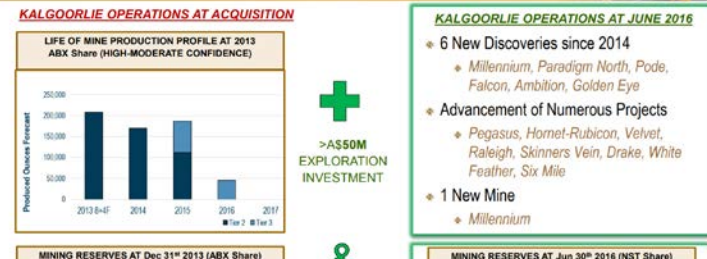 KALGOORLIE OPERATIONS AT ACQUISITION
LIFE OF MINE PRODUCTION PROFILE AT 2013
ABX Share (HIGH-MODERATE CONFIDENCE)
Produced Ounces Forecast
250,000
200,000
150,000
100,000
50,000
0
2013 8+4F 2014 2015 2016 2017
Tier 2 Tier 3
MINING RESERVES AT Dec 31st 2013 (ABX Share)
>A$50M
EXPLORATION
INVESTMENT
KALGOORLIE OPERATIONS AT JUNE 2016
6 New Discoveries since 2014
Millennium, Paradigm North, Pode,
Falcon, Ambition, Golden Eye
Advancement of Numerous Projects
Pegasus, Hornet-Rubicon, Velvet,
Raleigh, Skinners Vein, Drake, White
Feather, Six Mile
1 New Mine
Millennium
MINING RESERVES AT Jun 30th 2016 (NST Share)